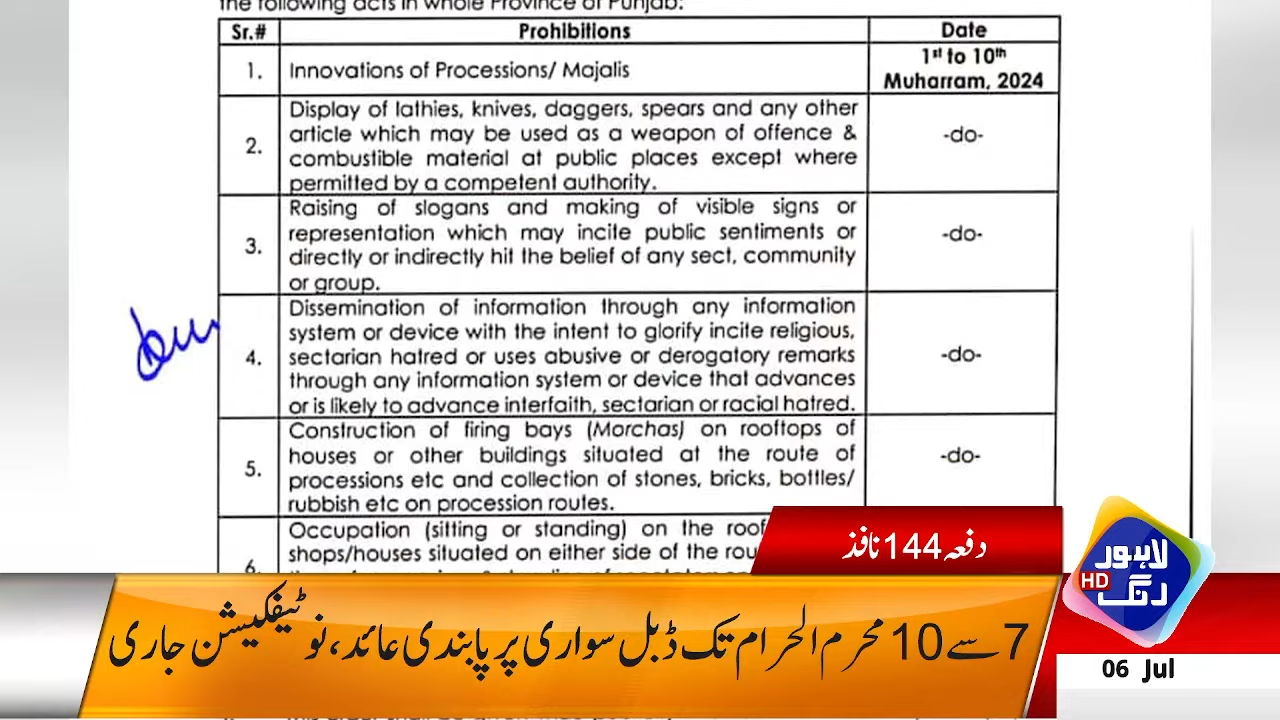 the following acts in whole Province of Punjab:
Sr.# Prohibitions Date
1. Innovations of Processions/ Majalis 1st to 10th
Muharram, 2024
2. Display of lathies, knives, daggers, spears and any other
article which may be used as a weapon of offence &
combustible material at public places except where
permitted by a competent authority.
-do-
3. Raising of slogans and making of visible signs or
representation which may incite public sentiments or
directly or indirectly hit the belief of any sect, community
or group.
-do-
4. Dissemination of information through any information
system or device with the intent to glorify incite religious,
sectarian hatred or uses abusive or derogatory remarks
through any information system or device that advances
or is likely to advance interfaith, sectarian or racial hatred.
-do-
5. Construction of firing bays (Morchas) on rooftops of
houses or other buildings situated at the route of
processions etc and collection of stones, bricks, bottles/
rubbish etc on procession routes.
-do-
6. Occupation (sitting or standing) on the roof
shops/houses situated on either side of the rou
دفعہ 144 نافذ
لاہور
HD رنگ
7 سے 10 محرم الحرام تک ڈبل سواری پر پابندی عائد، نوٹیفکیشن جاری
06 Jul